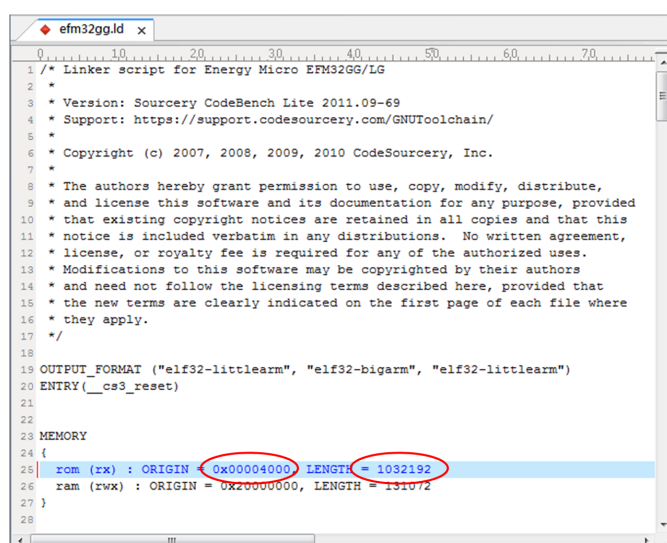 efm32gg.ld x
0 10 20 30 40 50 60 70
1 /* Linker script for Energy Micro EFM32GG/LG
2 *
3 * Version: Sourcery CodeBench Lite 2011.09-69
4 * Support: https://support.codesourcery.com/GNUToolchain/
5 *
6 * Copyright (c) 2007, 2008, 2009, 2010 CodeSourcery, Inc.
7 *
8 * The authors hereby grant permission to use, copy, modify, distribute,
9 * and license this software and its documentation for any purpose, provided
10 * that existing copyright notices are retained in all copies and that this
11 * notice is included verbatim in any distributions.  No written agreement,
12 * license, or royalty fee is required for any of the authorized uses.
13 * Modifications to this software may be copyrighted by their authors
14 * and need not follow the licensing terms described here, provided that
15 * the new terms are clearly indicated on the first page of each file where
16 * they apply.
17 */
18
19 OUTPUT_FORMAT ("elf32-littlearm", "elf32-bigarm", "elf32-littlearm")
20 ENTRY(__cs3_reset)
21
22
23 MEMORY
24 {
25 rom (rx) : ORIGIN = 0x00004000, LENGTH = 1032192
26 ram (rwx) : ORIGIN = 0x20000000, LENGTH = 131072
27 }
28